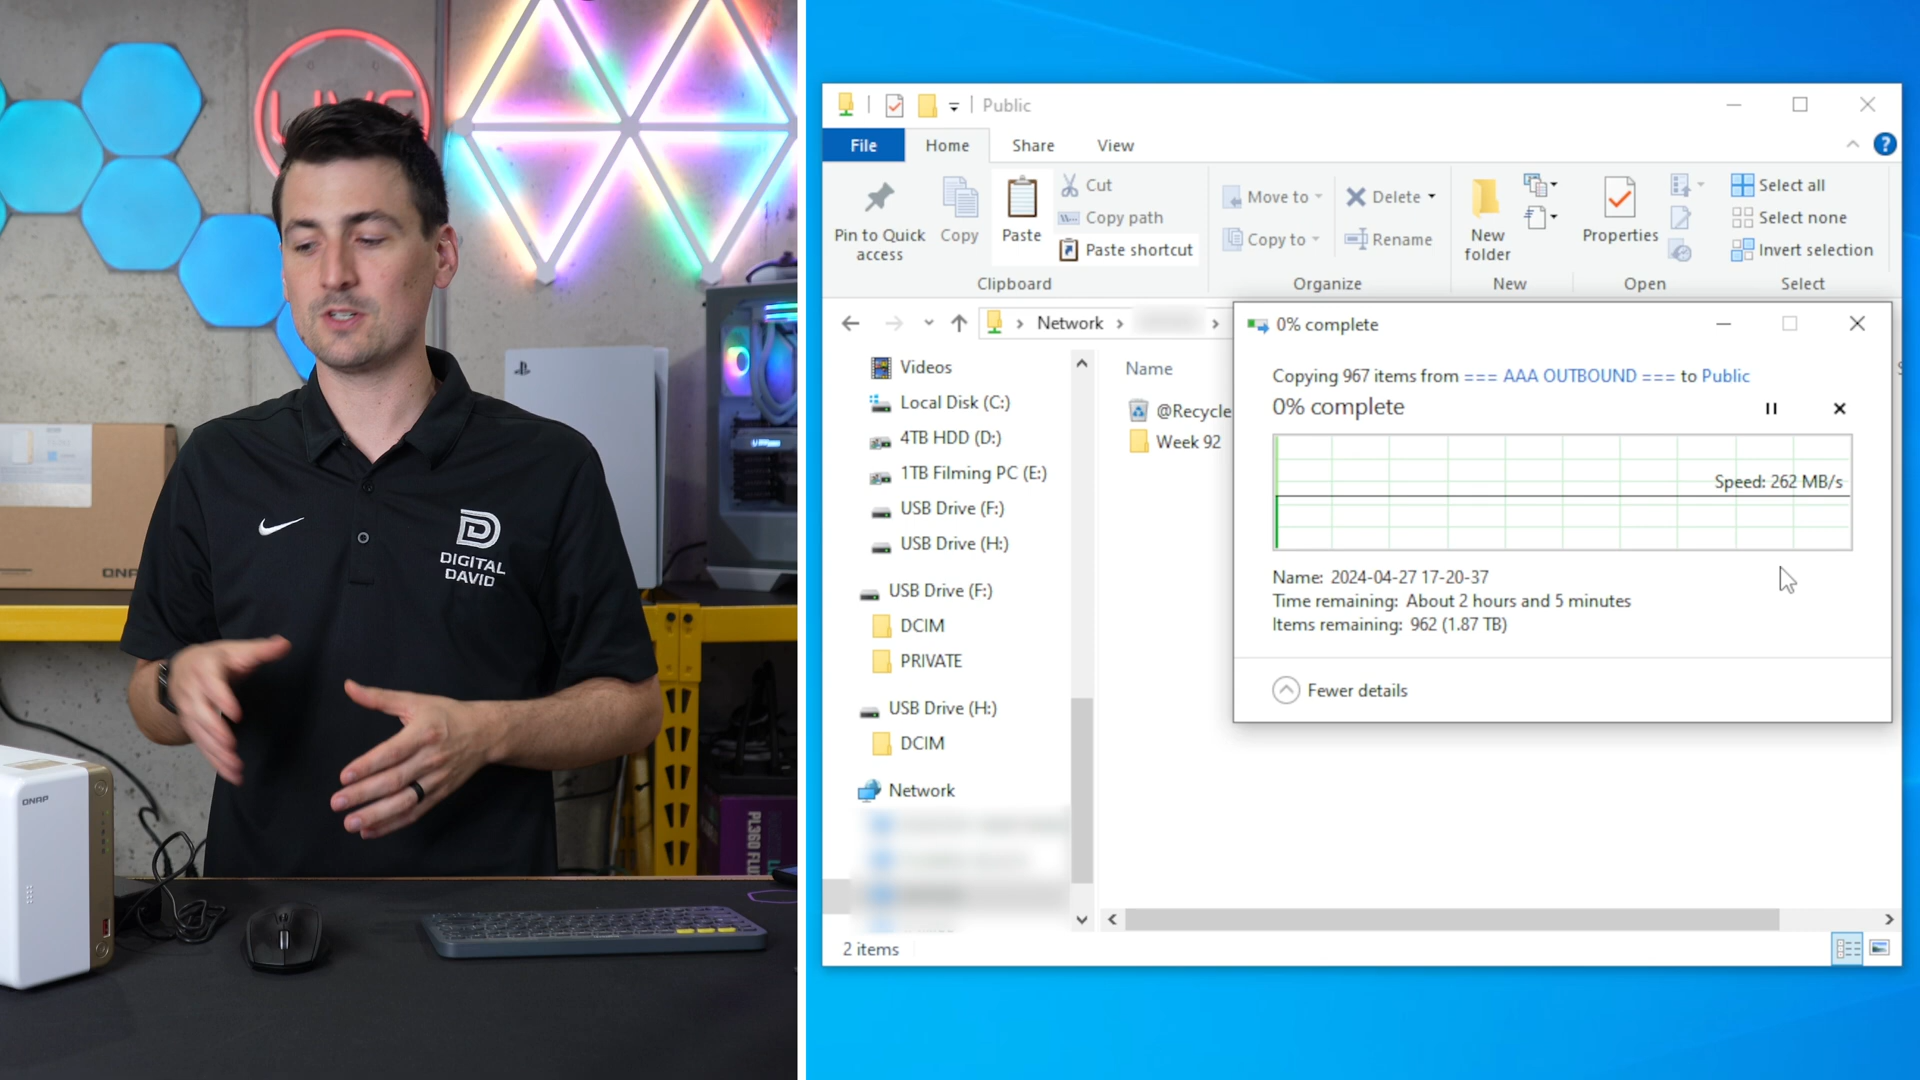 LIVE
DIGITAL
DAVID
QNAP
QNAP
PL360 FLUX
Public
File
Home
Share
View
Pin to Quick
access
Copy
Paste
Cut
Copy path
Paste shortcut
Clipboard
Move to
Copy to
Delete
Rename
Organize
New
folder
New
Properties
Open
Select all
Select none
Invert selection
Select
Network
Videos
Local Disk (C:)
4TB HDD (D:)
1TB Filming PC (E:)
USB Drive (F:)
USB Drive (H:)
USB Drive (F:)
DCIM
PRIVATE
USB Drive (H:)
DCIM
Network
Name
@Recycle
Week 92
2 items
0% complete
Copying 967 items from === AAA OUTBOUND === to Public
0% complete
Speed: 262 MB/s
Name: 2024-04-27 17-20-37
Time remaining: About 2 hours and 5 minutes
Items remaining: 962 (1.87 TB)
Fewer details